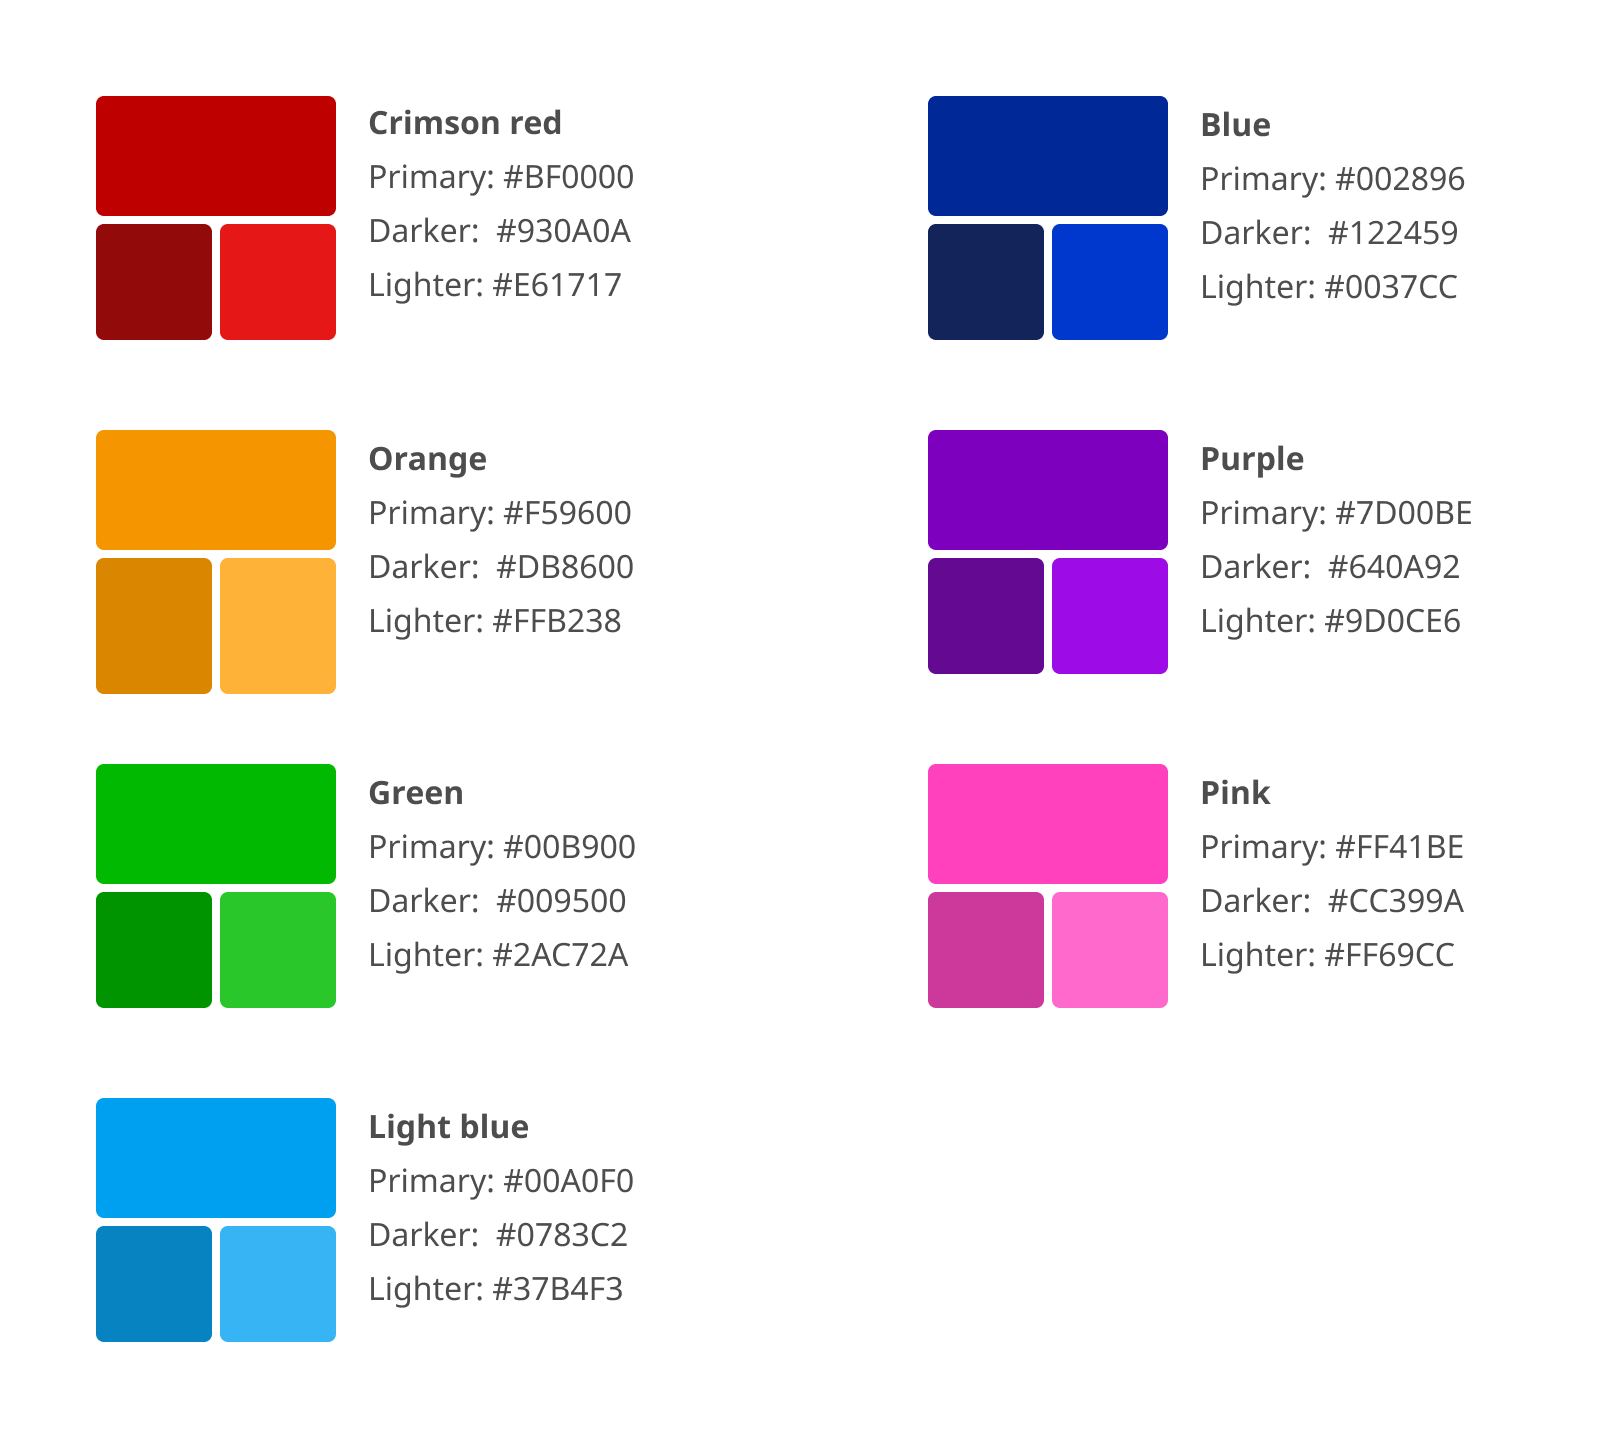 Crimson red
Primary: #BF0000
Darker: #930A0A
Lighter: #E61717
Blue
Primary: #002896
Darker: #122459
Lighter: #0037CC
Orange
Primary: #F59600
Darker: #DB8600
Lighter: #FFB238
Purple
Primary: #7D00BE
Darker: #640A92
Lighter: #9D0CE6
Green
Primary: #00B900
Darker: #009500
Lighter: #2AC72A
Pink
Primary: #FF41BE
Darker: #CC399A
Lighter: #FF69CC
Light blue
Primary: #00A0F0
Darker: #0783C2
Lighter: #37B4F3